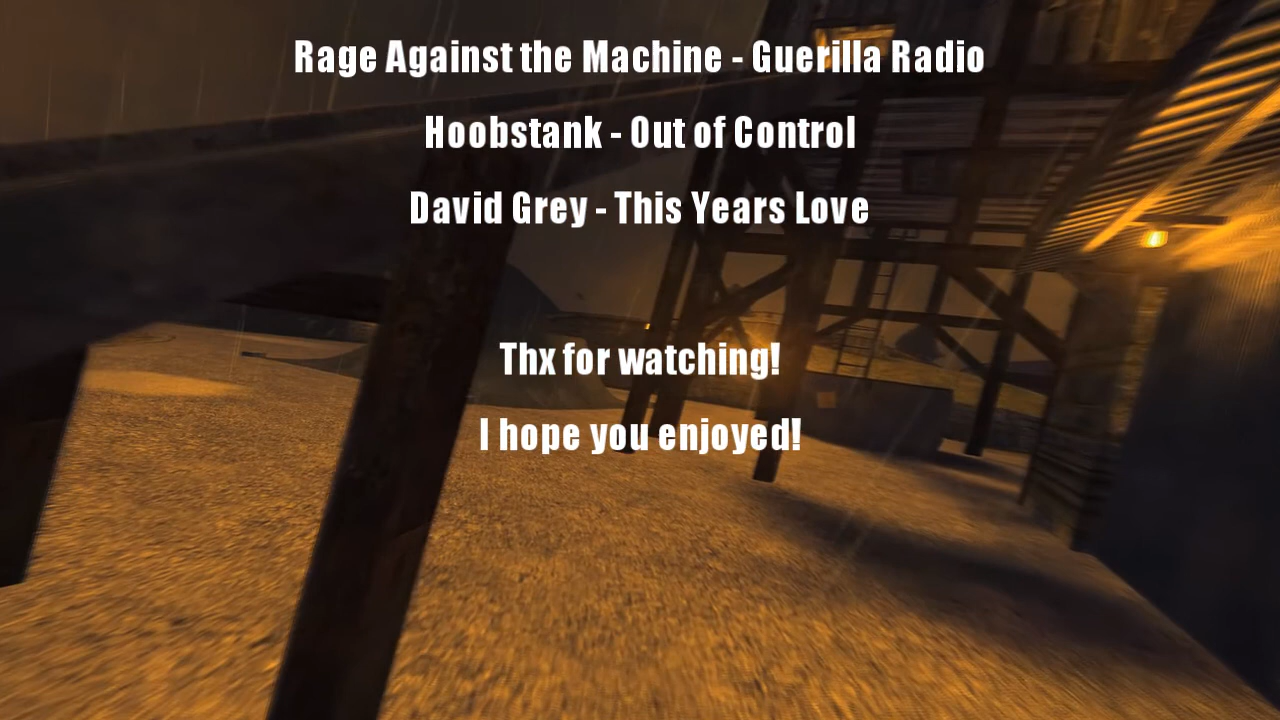 Rage Against the Machine - Guerilla Radio
Hoobstank - Out of Control
David Grey - This Years Love
Thx for watching!
I hope you enjoyed!